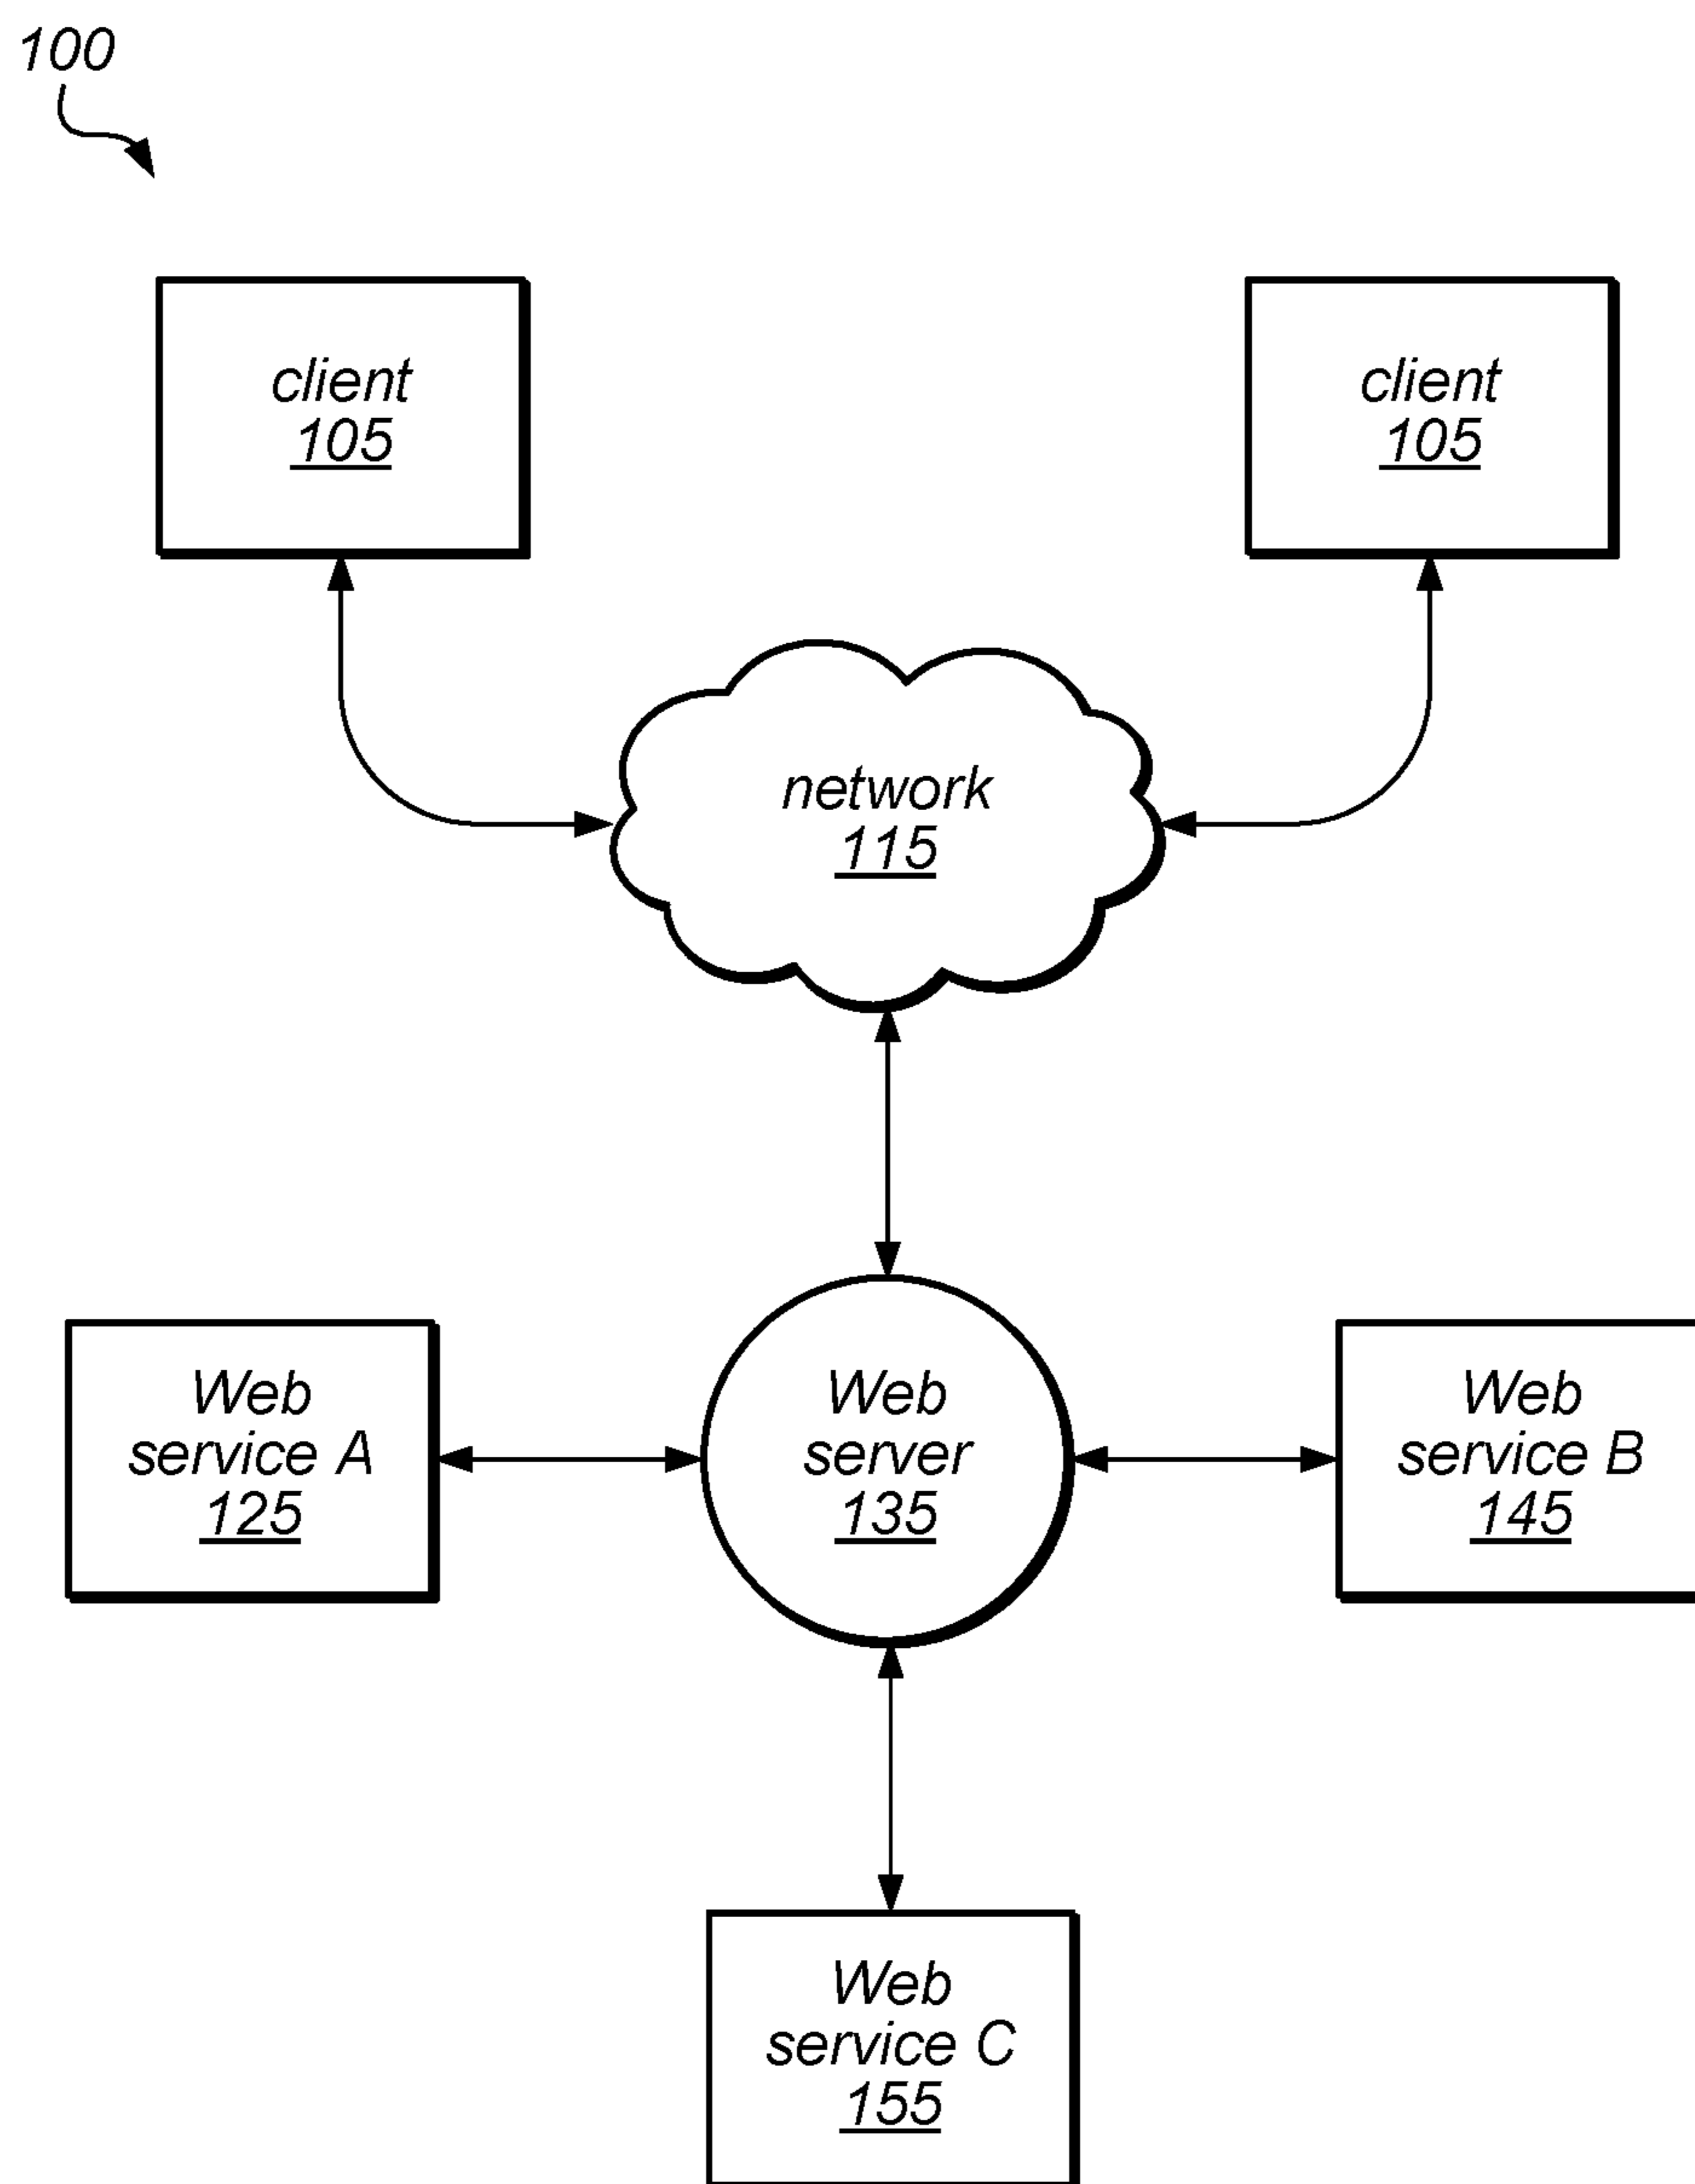 100
client
105
client
105
network
115
Web
service A
125
Web
server
135
Web
service B
145
Web
service C
155